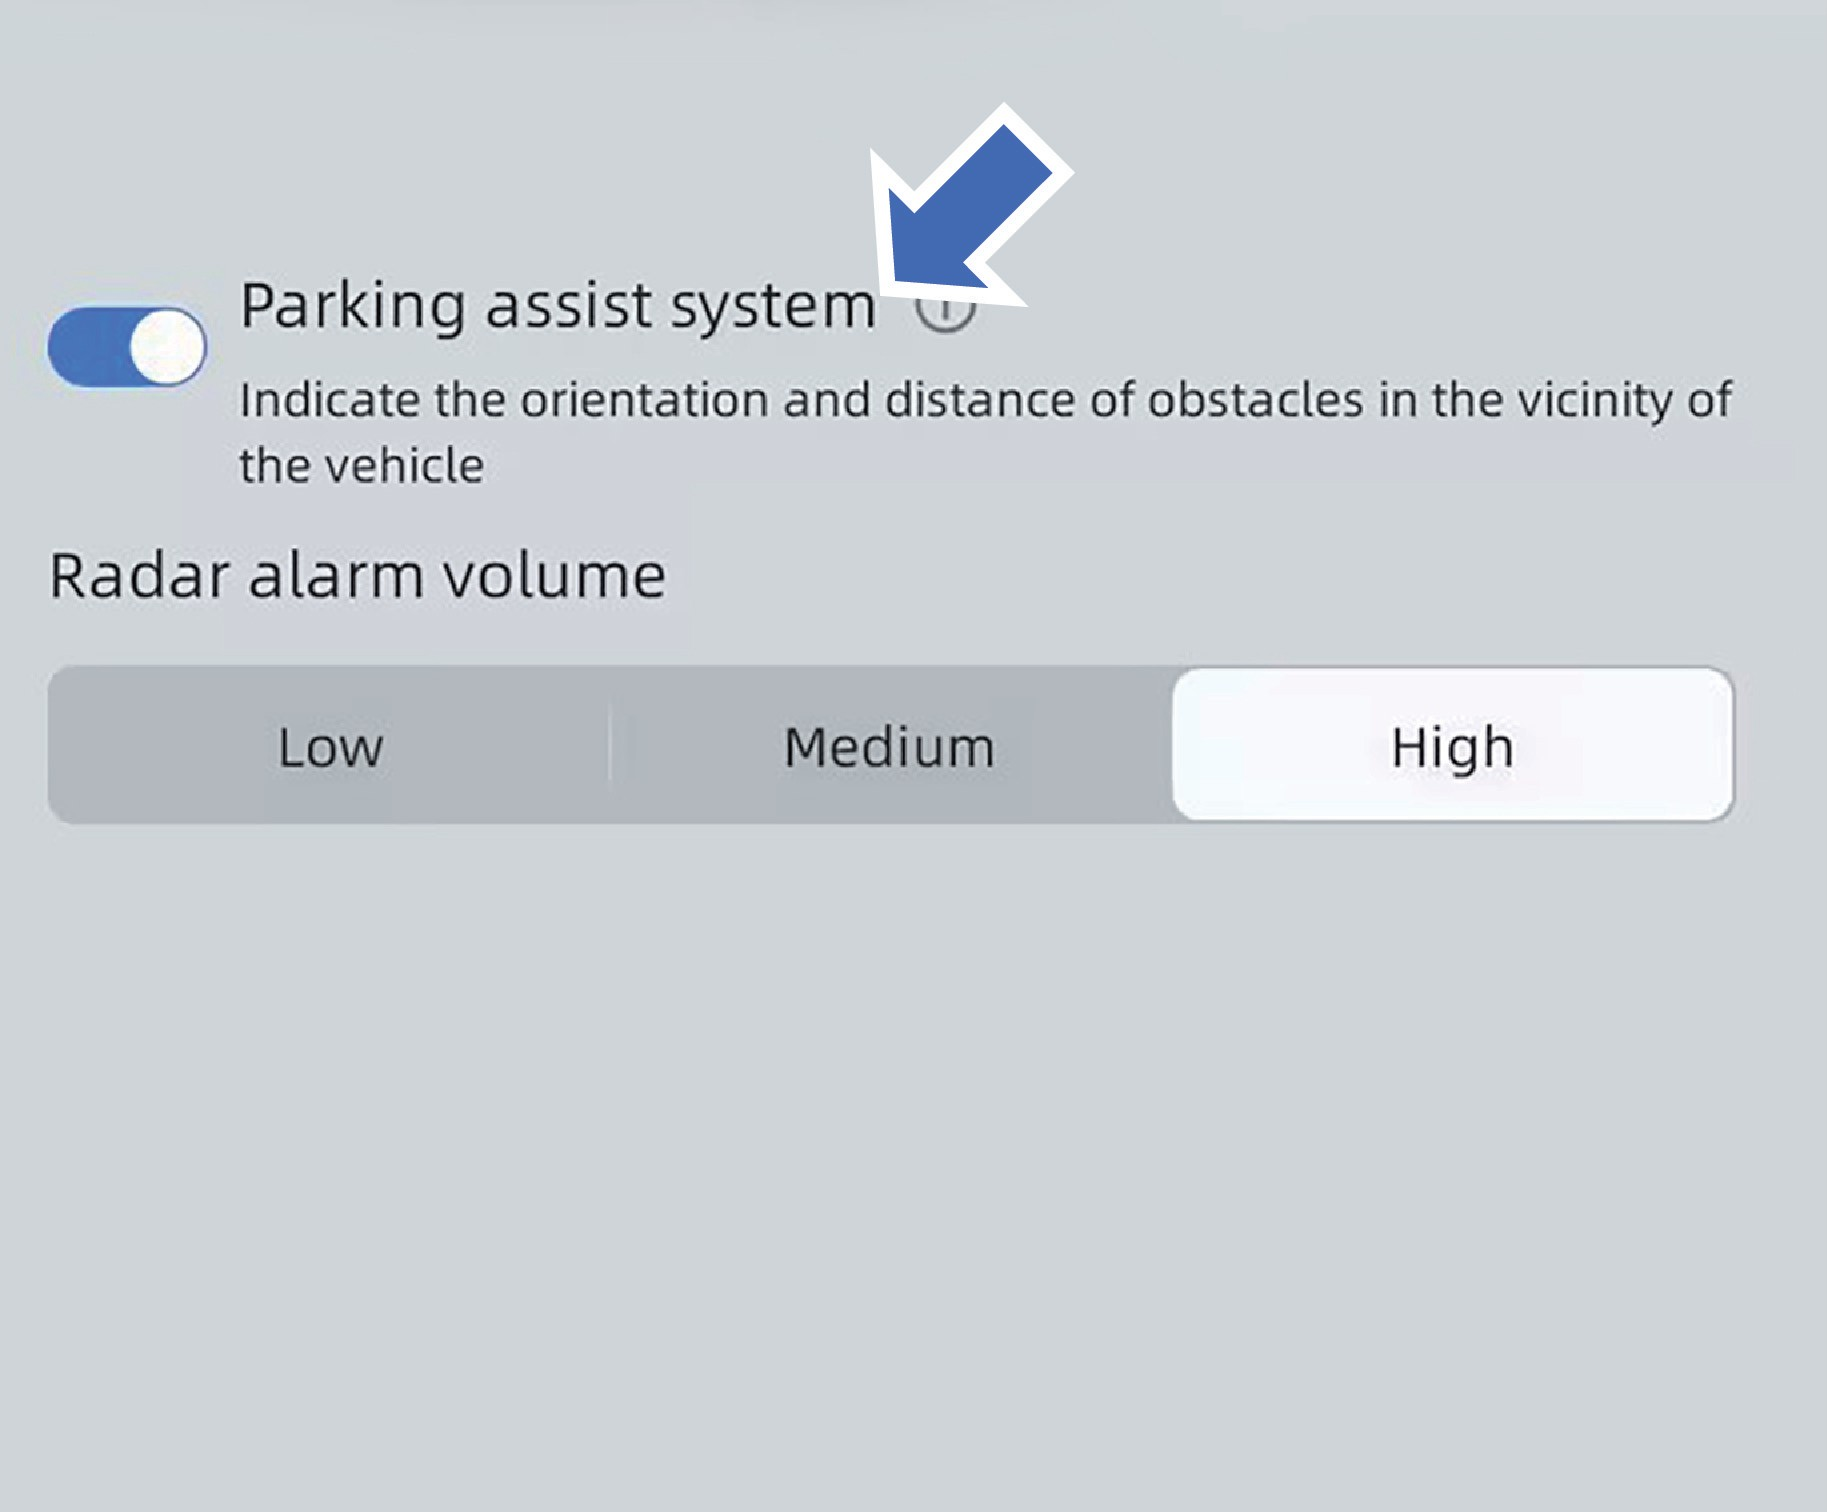 Parking assist system
Indicate the orientation and distance of obstacles in the vicinity of
the vehicle
Radar alarm volume
Low
Medium
High